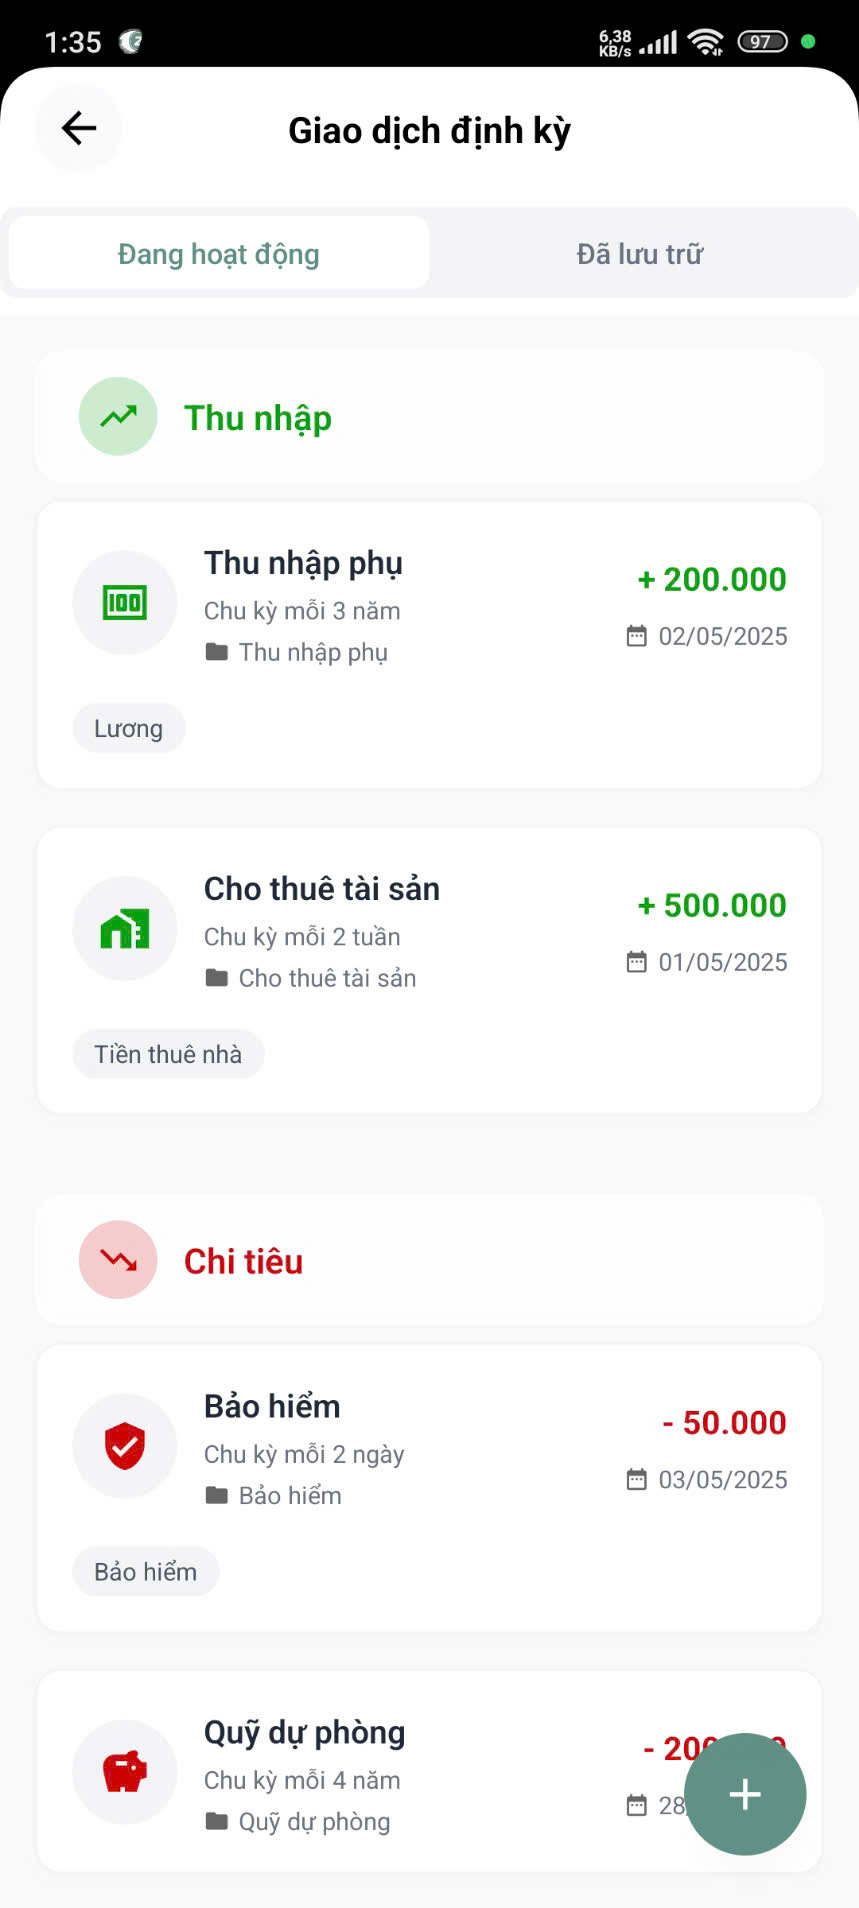 1:35
6,38
KB/s
97
Giao dịch định kỳ
Đang hoạt động
Đã lưu trữ
Thu nhập
Thu nhập phụ
+ 200.000
Chu kỳ mỗi 3 năm
02/05/2025
Thu nhập phụ
Lương
Cho thuê tài sản
+ 500.000
Chu kỳ mỗi 2 tuần
01/05/2025
Cho thuê tài sản
Tiền thuê nhà
Chi tiêu
Bảo hiểm
- 50.000
Chu kỳ mỗi 2 ngày
03/05/2025
Bảo hiểm
Bảo hiểm
Quỹ dự phòng
Chu kỳ mỗi 4 năm
Quỹ dự phòng
+